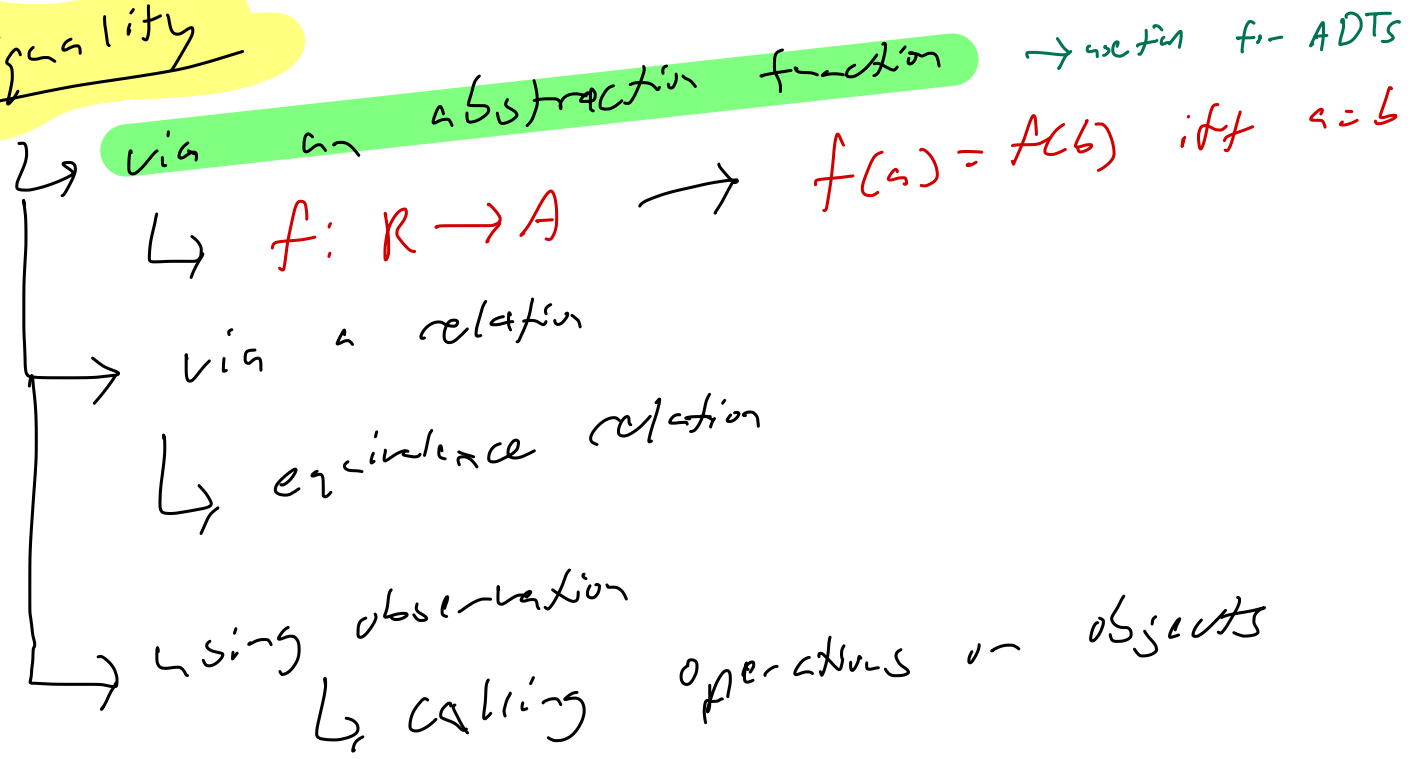 quality
via an abstraction function → useful for ADTs
f: R → A → f(a) = f(b) iff a = b
via a relation
equivalence relation
using observation
calling operations on objects